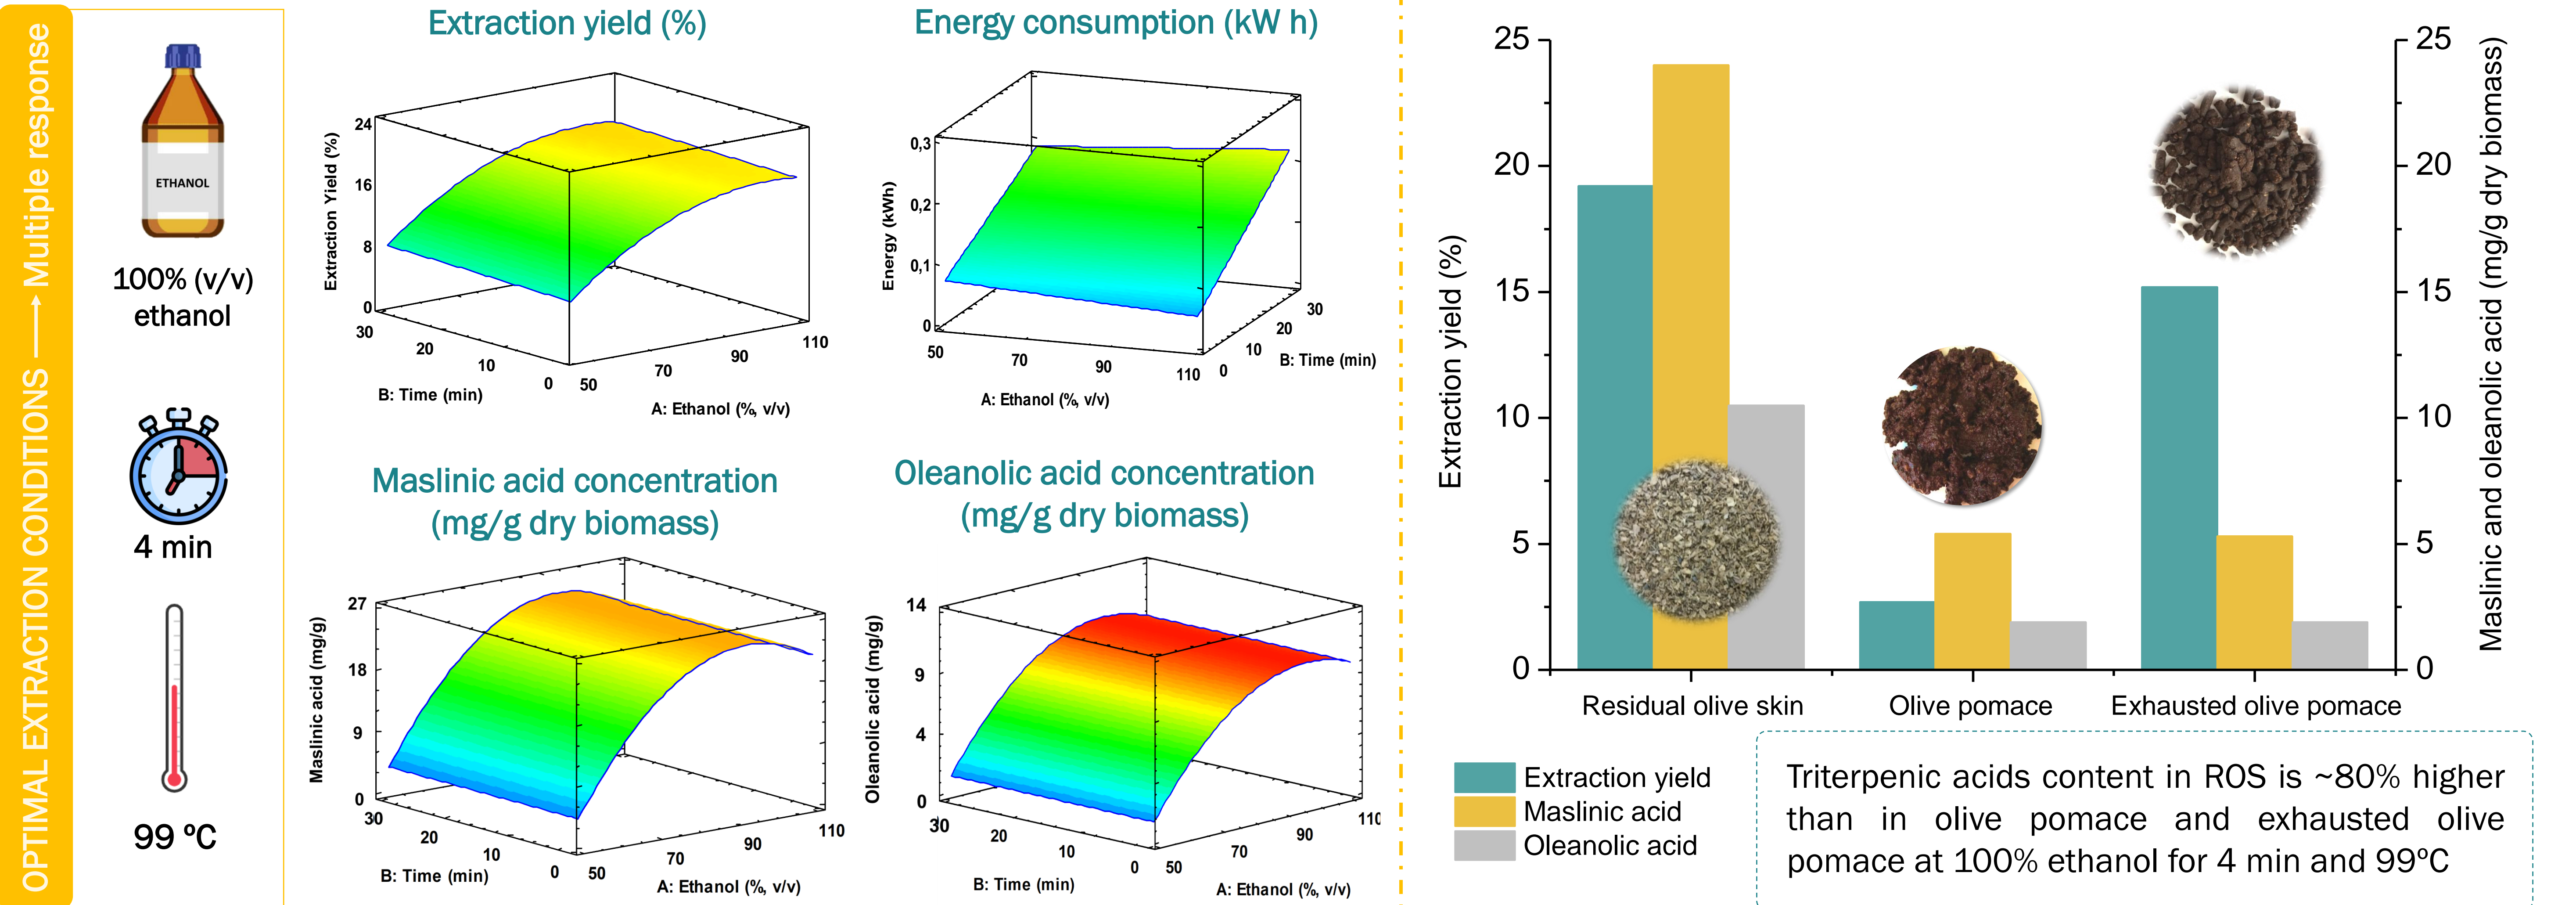 OPTIMAL EXTRACTION CONDITIONS → Multiple response
ETHANOL
100% (v/v)
ethanol
4 min
99 ºC
Extraction yield (%)
Extraction Yield (%)
24
16
8
0
30
20
10
0
50
70
90
110
B: Time (min)
A: Ethanol (%, v/v)
Energy consumption (kW h)
Energy (kWh)
0,3
0,2
0,1
0
50
70
90
110
0
10
20
30
B: Time (min)
A: Ethanol (%, v/v)
Maslinic acid concentration
(mg/g dry biomass)
Maslinic acid (mg/g)
27
18
9
0
30
20
10
0
50
70
90
110
B: Time (min)
A: Ethanol (%, v/v)
Oleanolic acid concentration
(mg/g dry biomass)
Oleanolic acid (mg/g)
14
9
4
0
30
20
10
0
50
70
90
110
B: Time (min)
A: Ethanol (%, v/v)
Extraction yield (%)
25
20
15
10
5
0
25
20
15
10
5
0
Maslinic and oleanolic acid (mg/g dry biomass)
Residual olive skin
Olive pomace
Exhausted olive pomace
Extraction yield
Maslinic acid
Oleanolic acid
Triterpenic acids content in ROS is ~80% higher
than in olive pomace and exhausted olive
pomace at 100% ethanol for 4 min and 99ºC